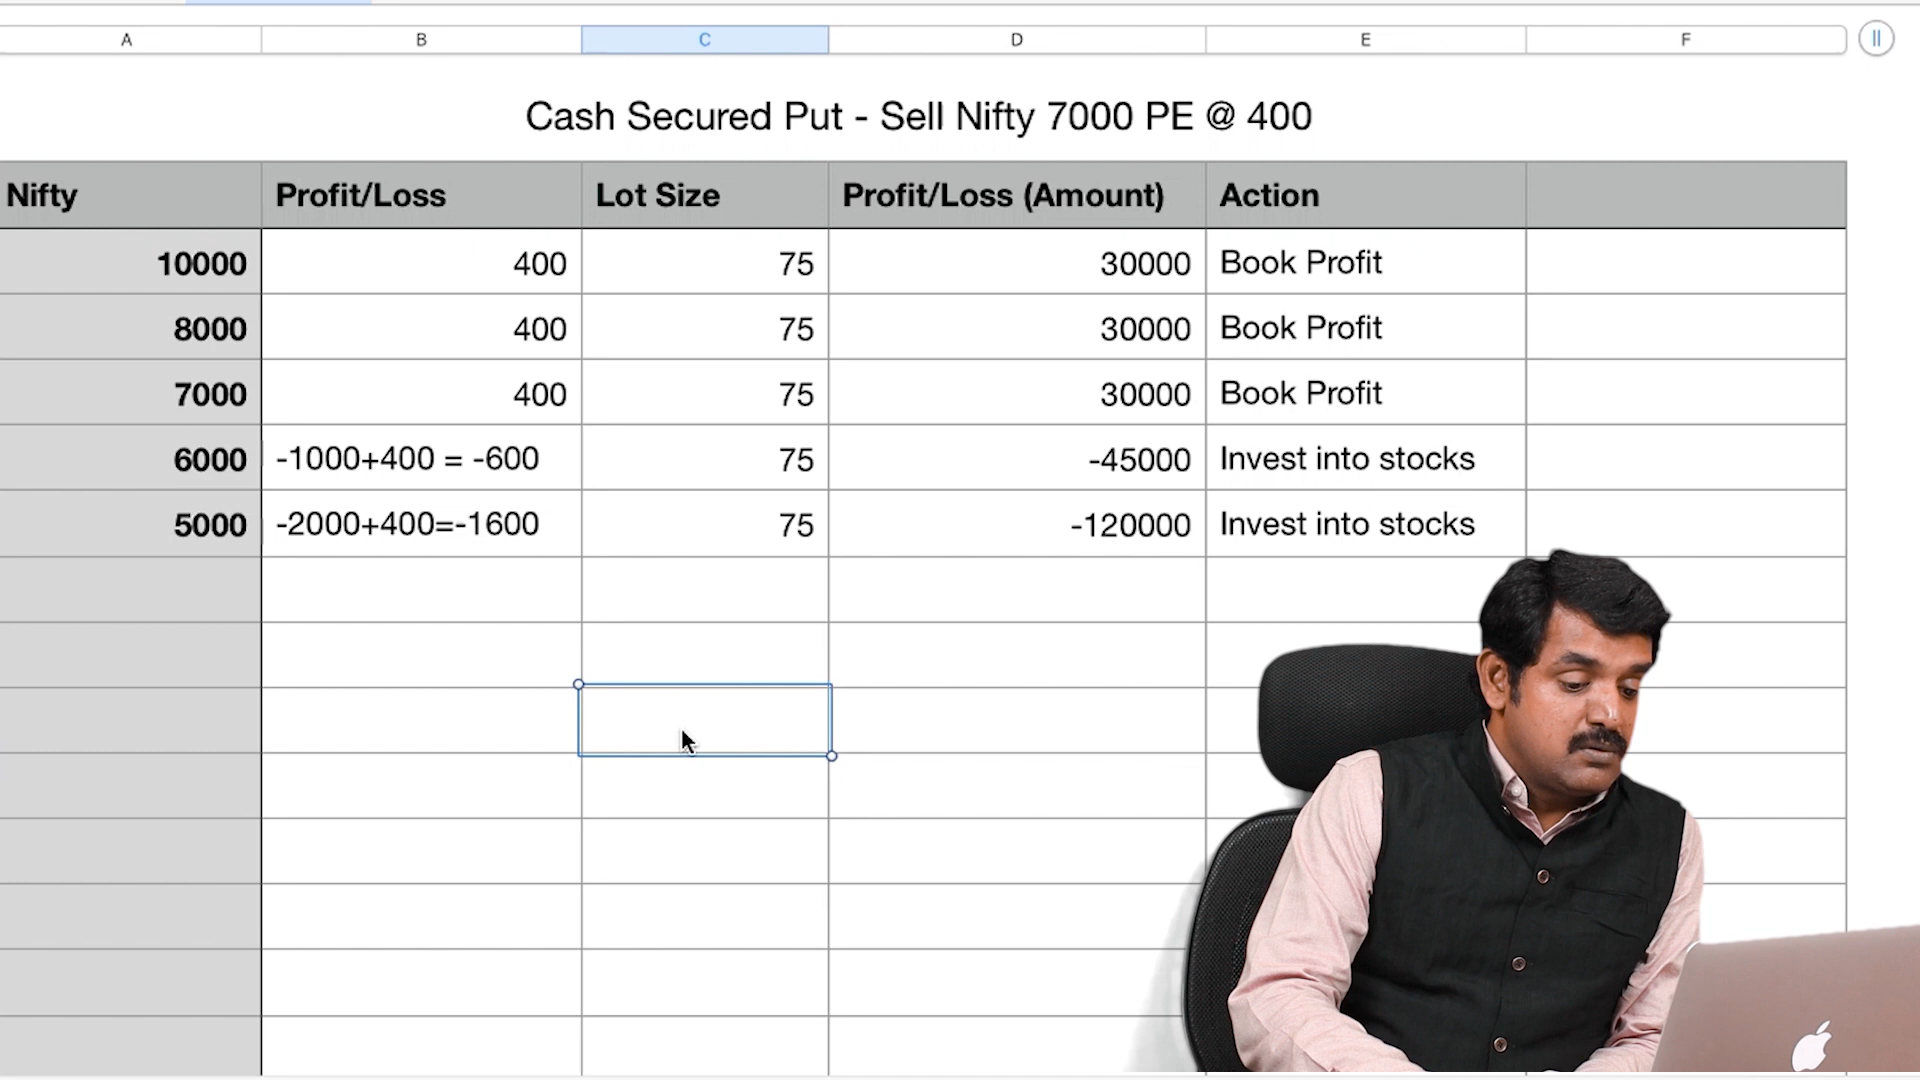 A B C D E F
Cash Secured Put - Sell Nifty 7000 PE @ 400
Nifty Profit/Loss Lot Size Profit/Loss (Amount) Action
10000 400 75 30000 Book Profit
8000 400 75 30000 Book Profit
7000 400 75 30000 Book Profit
6000 -1000+400 = -600 75 -45000 Invest into stocks
5000 -2000+400=-1600 75 -120000 Invest into stocks